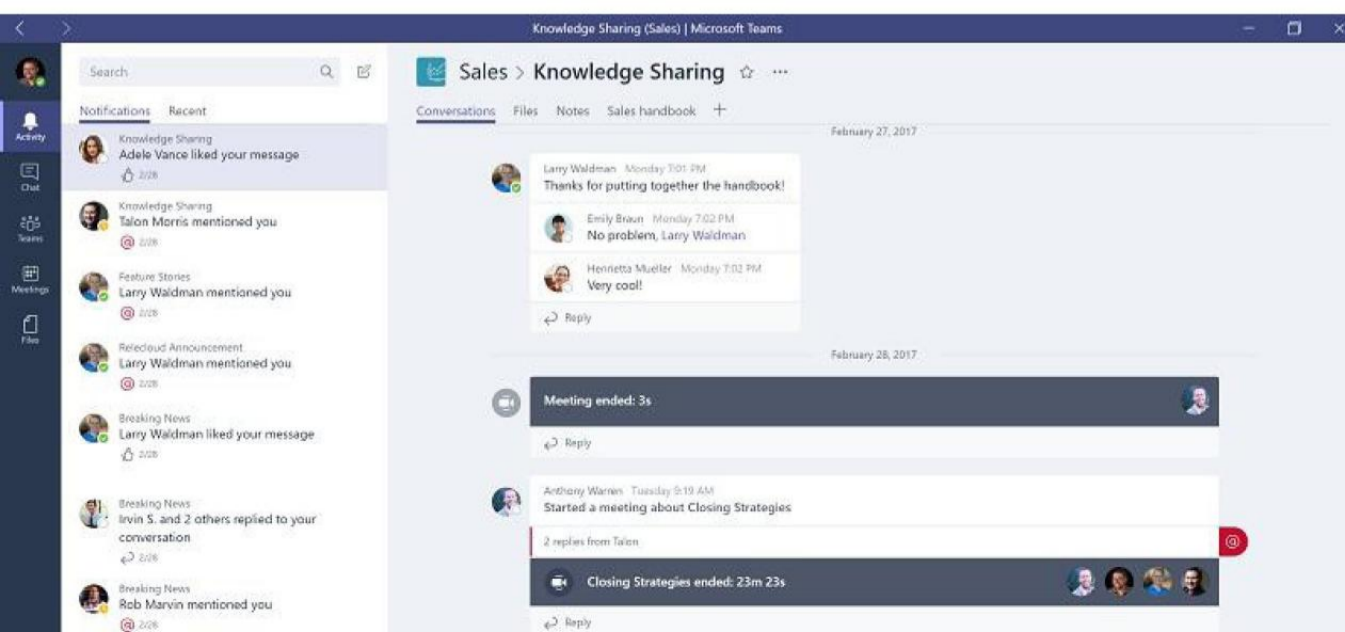 Knowledge Sharing (Sales) | Microsoft Teams
Search
Notifications Recent
Activity
Chat
Teams
Meetings
Files
Knowledge Sharing
Adele Vance liked your message
2/28
Knowledge Sharing
Talon Morris mentioned you
@ 2/28
Feature Stories
Larry Waldman mentioned you
@ 2/28
Relecloud Announcement
Larry Waldman mentioned you
@ 2/28
Breaking News
Larry Waldman liked your message
2/28
Breaking News
Irvin S. and 2 others replied to your
conversation
2/28
Breaking News
Rob Marvin mentioned you
@ 2/28
Sales > Knowledge Sharing ...
Conversations Files Notes Sales handbook +
February 27, 2017
Larry Waldman Monday 7:01 PM
Thanks for putting together the handbook!
Emily Braun Monday 7:02 PM
No problem, Larry Waldman
Henrietta Mueller Monday 7:02 PM
Very cool!
Reply
February 28, 2017
Meeting ended: 3s
Reply
Anthony Warren Tuesday 9:19 AM
Started a meeting about Closing Strategies
2 replies from Talon
@
Closing Strategies ended: 23m 23s
Reply